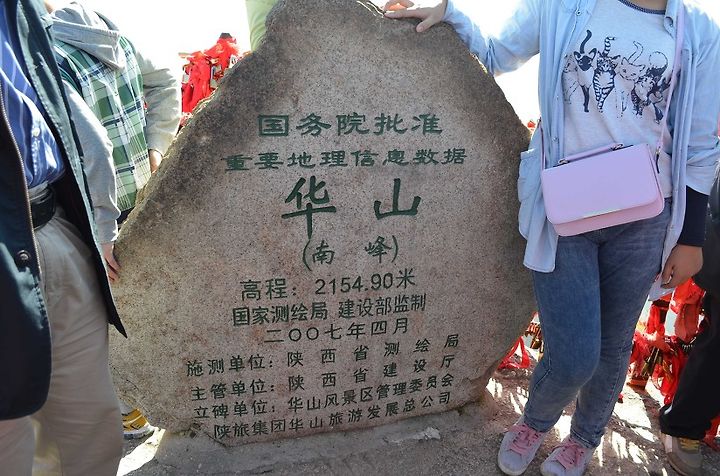 国务院批准
重要地理信息数据
华山
(南峰)
高程：2154.90米
国家测绘局 建设部监制
二〇〇七年四月
施测单位：陕西省测绘局
主管单位：陕西省建设厅
立碑单位：华山风景区管理委员会
陕旅集团华山旅游发展总公司